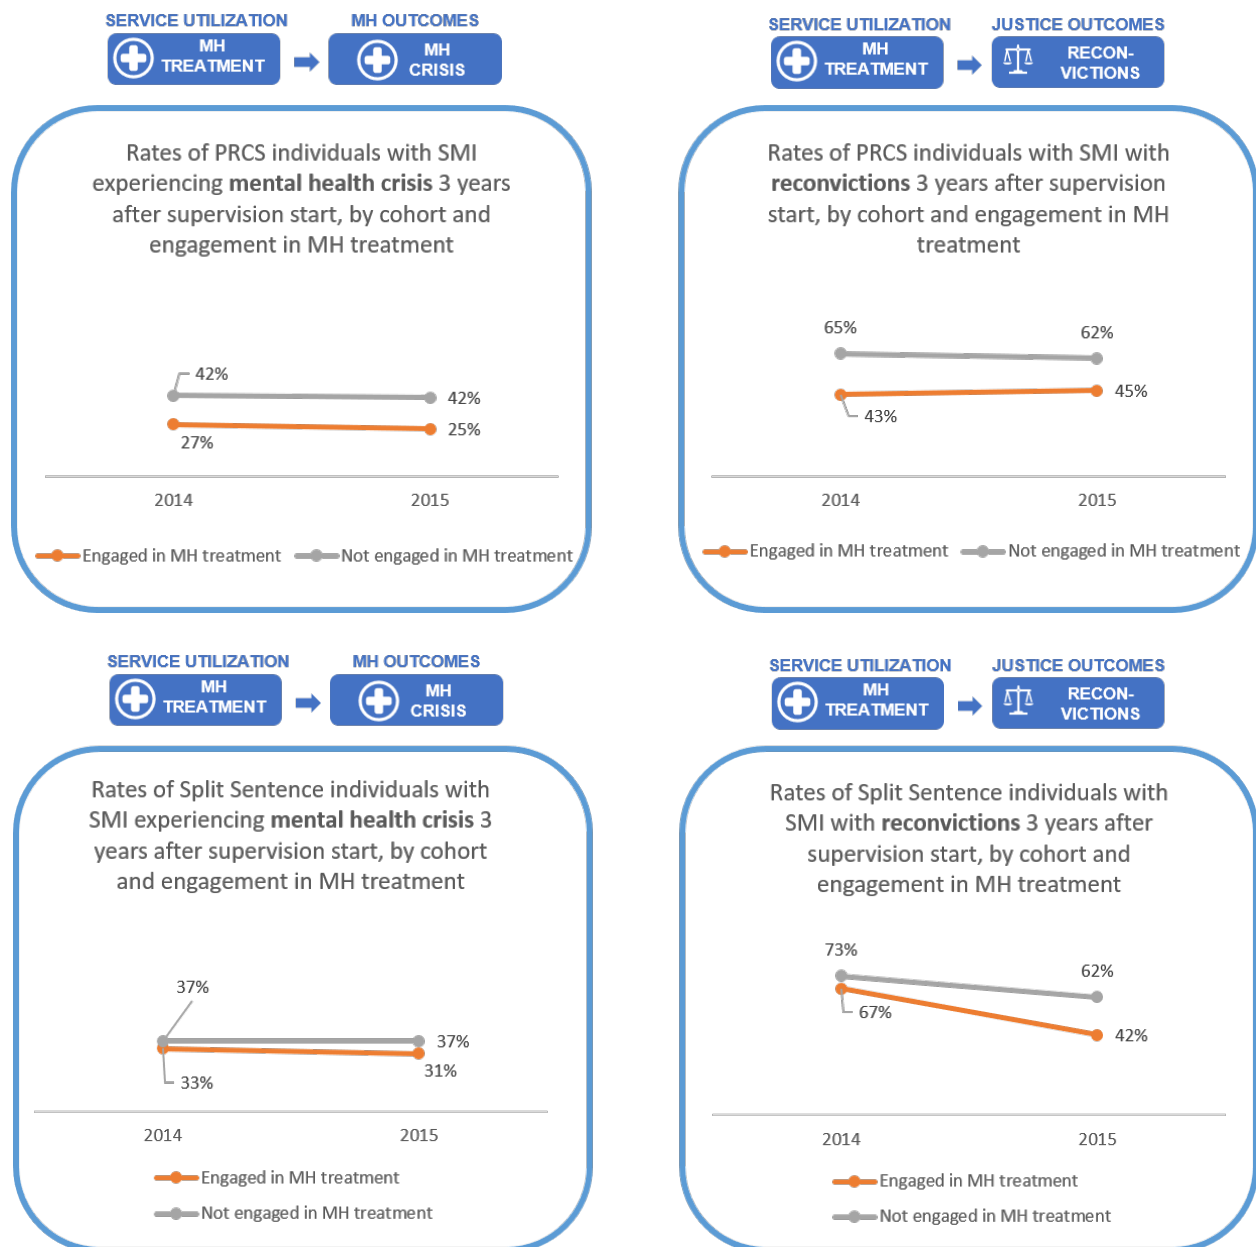 SERVICE UTILIZATION
MH OUTCOMES
MH
TREATMENT
MH
CRISIS
Rates of PRCS individuals with SMI
experiencing mental health crisis 3 years
after supervision start, by cohort and
engagement in MH treatment
42%
42%
27%
25%
2014
2015
Engaged in MH treatment
Not engaged in MH treatment
SERVICE UTILIZATION
JUSTICE OUTCOMES
MH
TREATMENT
RECON-
VICTIONS
Rates of PRCS individuals with SMI with
reconvictions 3 years after supervision
start, by cohort and engagement in MH
treatment
65%
62%
43%
45%
2014
2015
Engaged in MH treatment
Not engaged in MH treatment
SERVICE UTILIZATION
MH OUTCOMES
MH
TREATMENT
MH
CRISIS
Rates of Split Sentence individuals with
SMI experiencing mental health crisis 3
years after supervision start, by cohort
and engagement in MH treatment
37%
37%
33%
31%
2014
2015
Engaged in MH treatment
Not engaged in MH treatment
SERVICE UTILIZATION
JUSTICE OUTCOMES
MH
TREATMENT
RECON-
VICTIONS
Rates of Split Sentence individuals with
SMI with reconvictions 3 years after
supervision start, by cohort and
engagement in MH treatment
73%
62%
67%
42%
2014
2015
Engaged in MH treatment
Not engaged in MH treatment